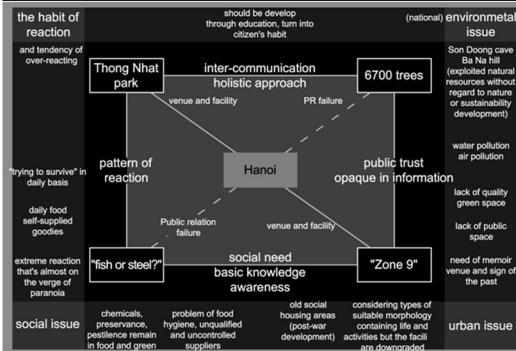 the habit of
reaction
should be develop
through education, turn into
citizen's habit
(national) environmetal
issue
and tendency of
over-reacting
Thong Nhat
park
inter-communication
holistic approach
6700 trees
Son Doong cave
Ba Na hill
(exploited natural
resources without
regard to nature
or sustainability
development)
venue and facility
PR failure
water pollution
air pollution
pattern of
reaction
Hanoi
public trust
opaque in information
"trying to survive" in
daily basis
lack of quality
green space
daily food
self-supplied
goodies
Public relation
failure
venue and facility
lack of public
space
extreme reaction
that's almost on
the verge of
paranoia
"fish or steel?"
social need
basic knowledge
awareness
"Zone 9"
need of memoir
venue and sign of
the past
social issue
chemicals,
preservance,
pestilence remain
in food and green
problem of food
hygiene, unqualified
and uncontrolled
suppliers
old social
housing areas
(post-war
development)
considering types of
suitable morphology
containing life and
activities but the facili
are downgraded
urban issue